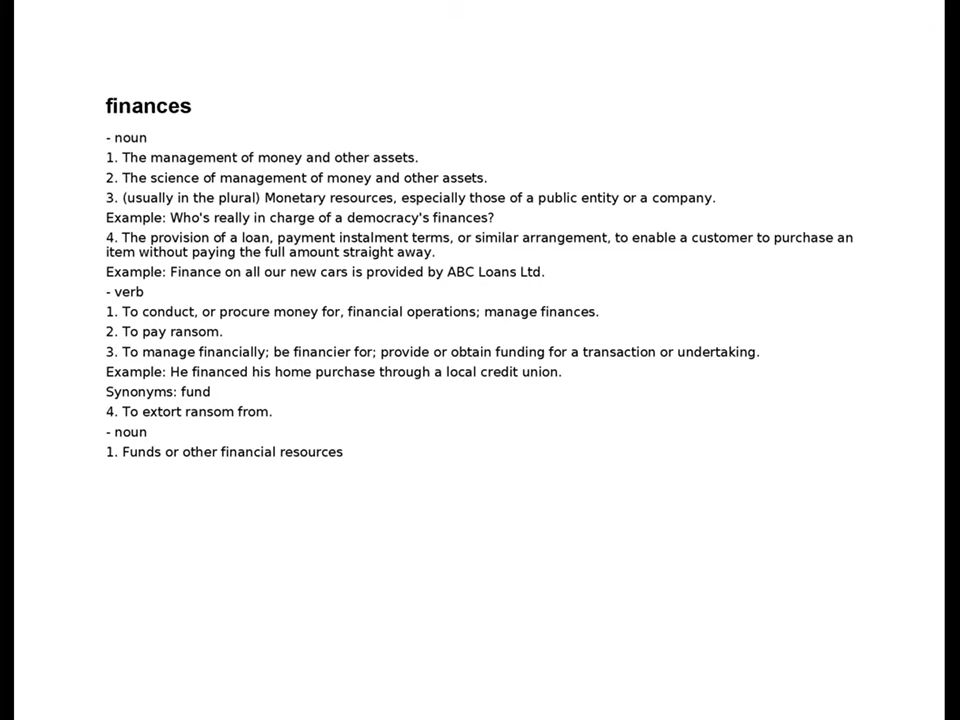 finances
- noun
1. The management of money and other assets.
2. The science of management of money and other assets.
3. (usually in the plural) Monetary resources, especially those of a public entity or a company.
Example: Who's really in charge of a democracy's finances?
4. The provision of a loan, payment instalment terms, or similar arrangement, to enable a customer to purchase an
item without paying the full amount straight away.
Example: Finance on all our new cars is provided by ABC Loans Ltd.
- verb
1. To conduct, or procure money for, financial operations; manage finances.
2. To pay ransom.
3. To manage financially; be financier for; provide or obtain funding for a transaction or undertaking.
Example: He financed his home purchase through a local credit union.
Synonyms: fund
4. To extort ransom from.
- noun
1. Funds or other financial resources